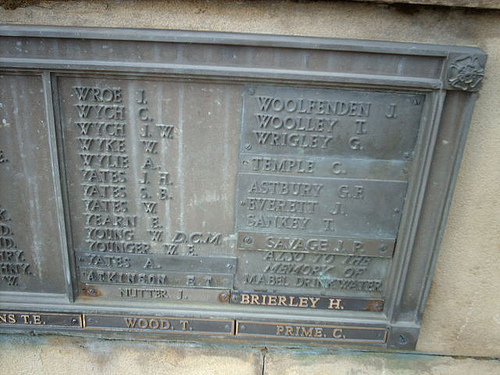 WROE J.
WYCH C.
WYCH J. W.
WYKE W.
WYLIE A.
YATES J. H.
YATES S. B.
YATES W.
YEARN E.
YOUNG W. D.C.M.
YOUNGER W. E.
YATES A.
ATKINSON E. T.
NUTTER J.
WOOLFENDEN J.
WOOLLEY T.
WRIGLEY G.
TEMPLE C.
ASTBURY G.F.
EVERETT J.
SANKEY T.
SAVAGE J. P.
ALSO TO THE
MEMORY OF
MABEL DRINKWATER
BRIERLEY H.
NS T.E.
WOOD. T.
PRIME. C.